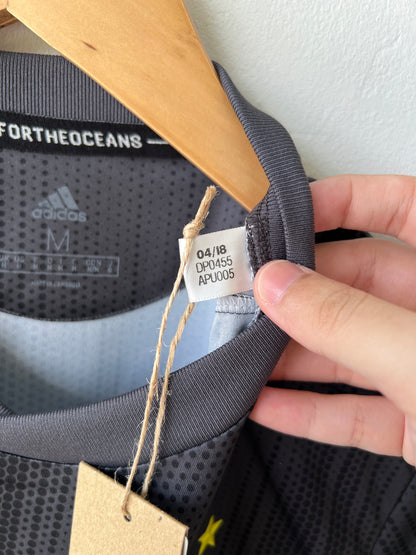 FORTHEOCEANS
adidas
M
04/18
DP0455
APU005